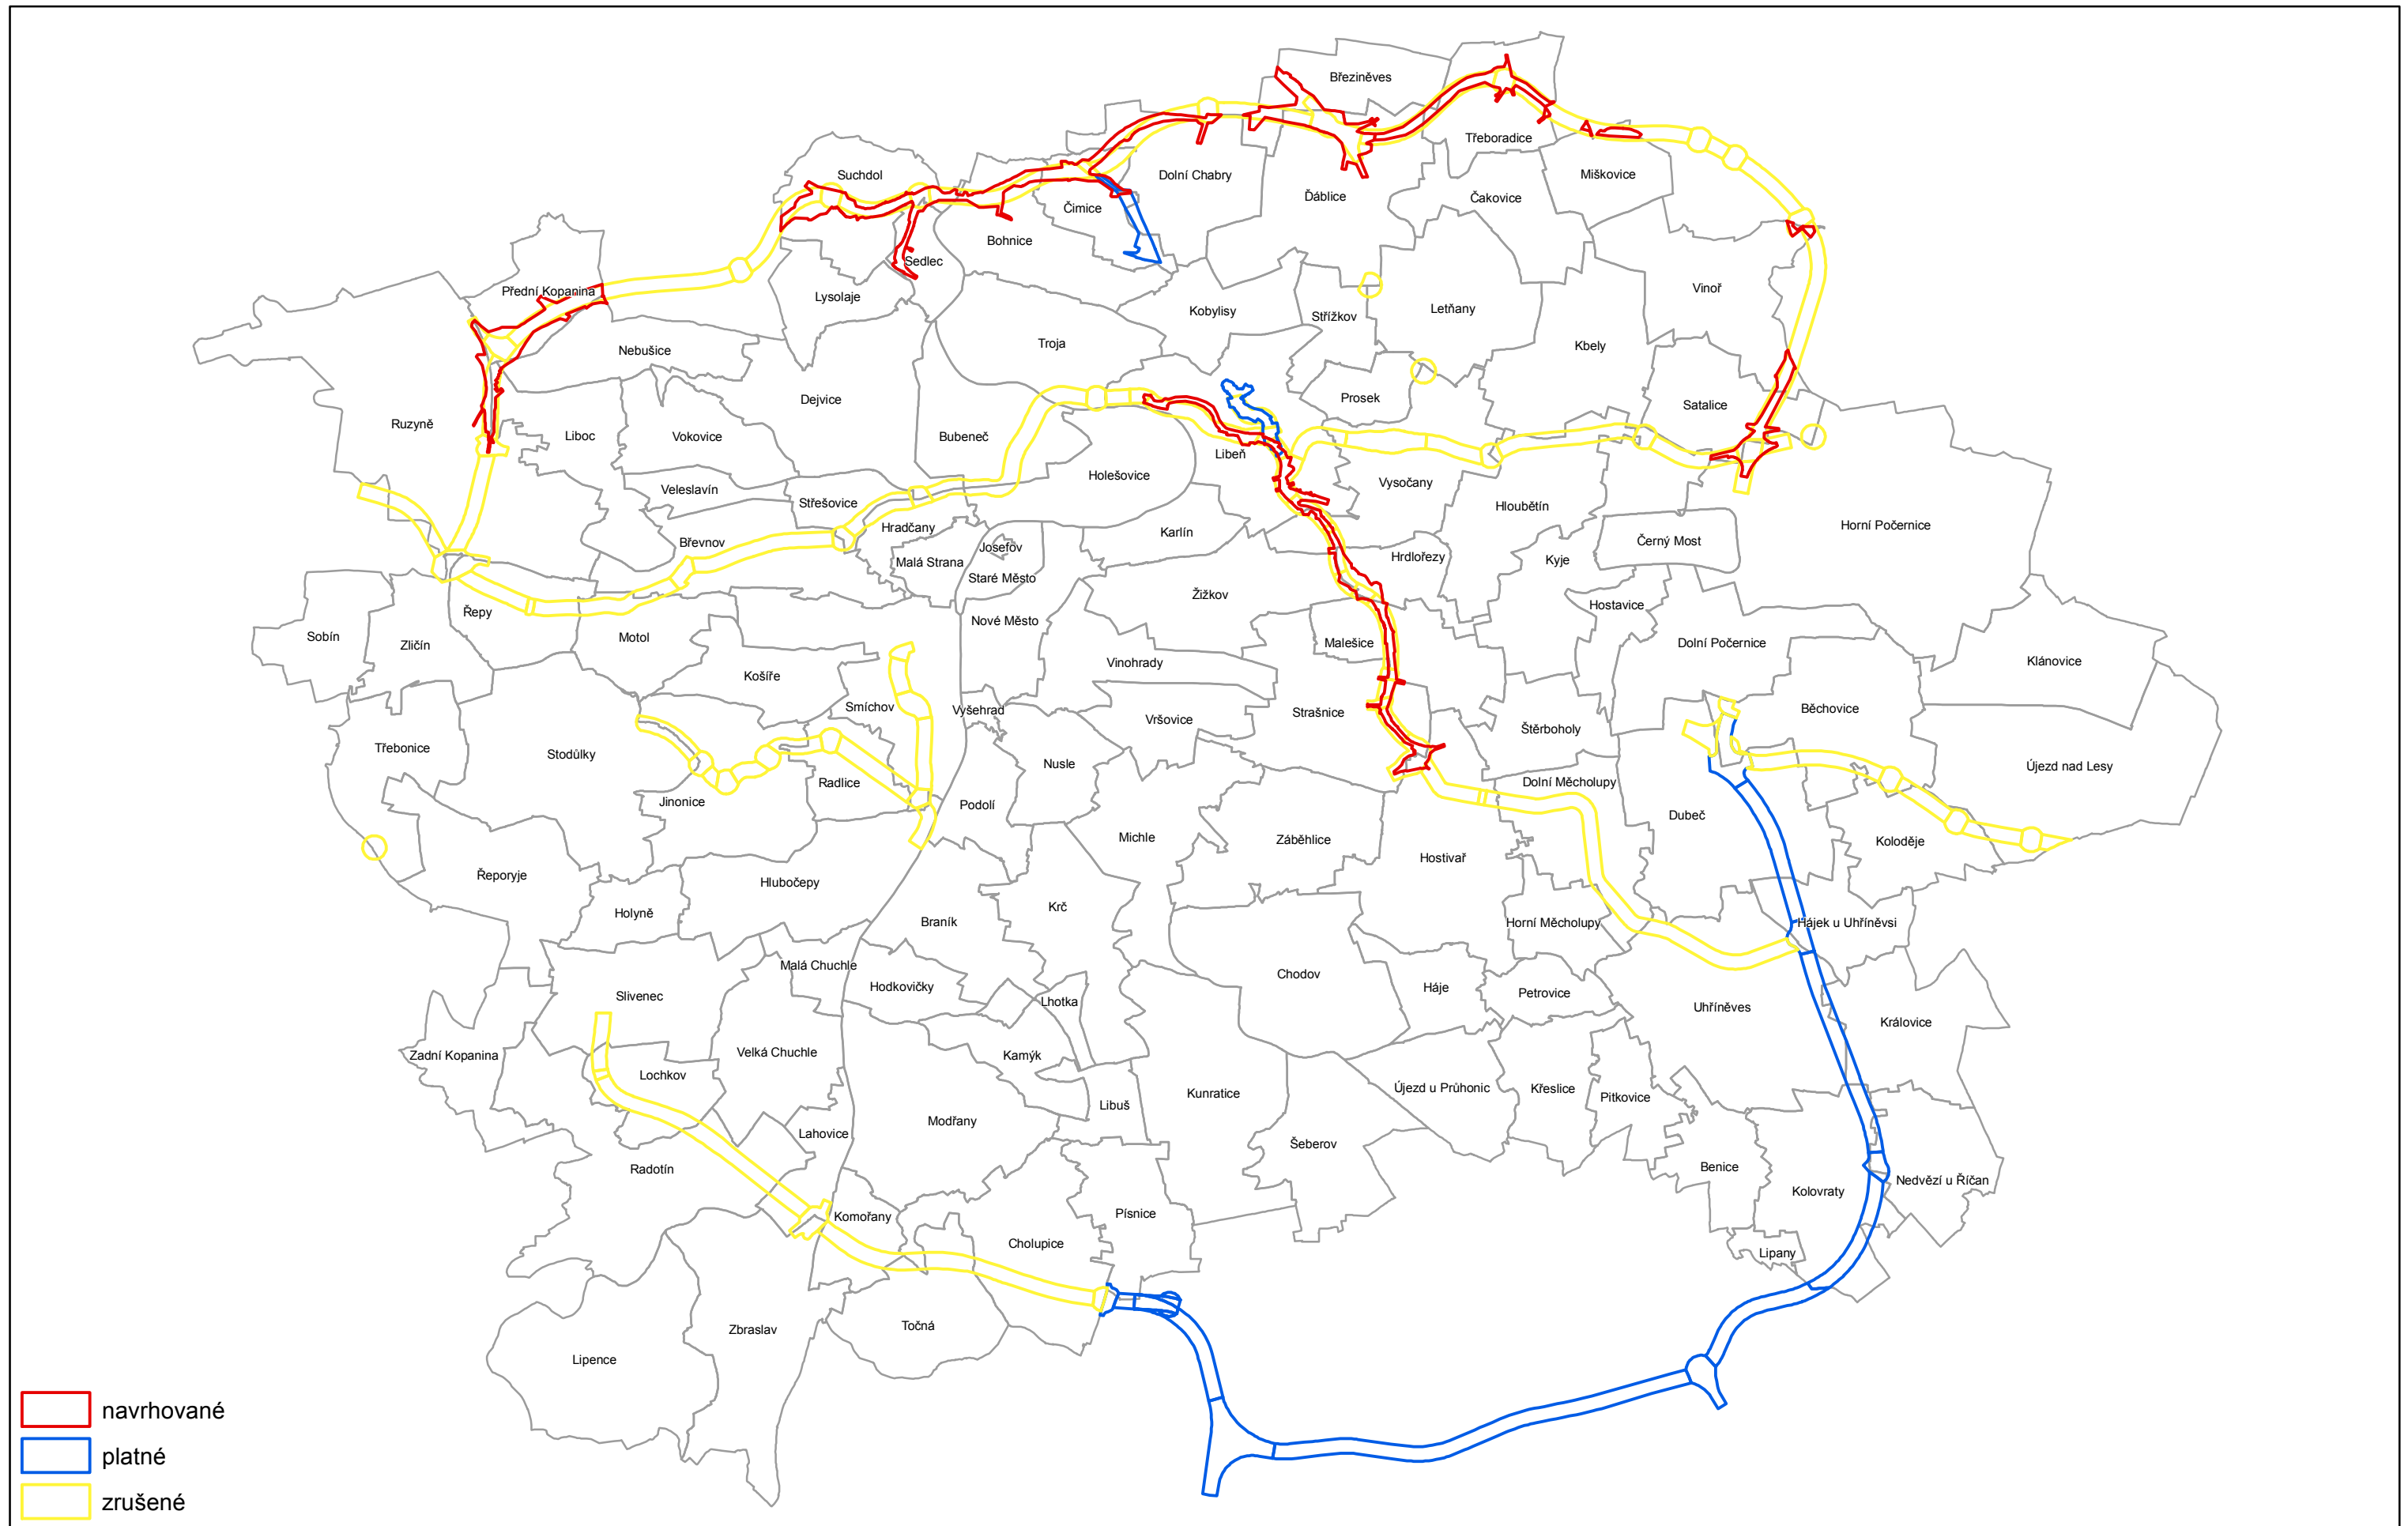 Březiněves
Třeboradice
Suchdol
Dolní Chabry
Miškovice
Ďáblice
Čakovice
Čimice
Bohnice
Sedlec
Přední Kopanina
Lysolaje
Vinoř
Kobylisy
Letňany
Střížkov
Troja
Kbely
Nebušice
Dejvice
Prosek
Satalice
Ruzyně
Liboc
Vokovice
Bubeneč
Libeň
Holešovice
Vysočany
Veleslavín
Střešovice
Hloubětín
Horní Počernice
Hradčany
Karlín
Břevnov
Josefov
Černý Most
Malá Strana
Hrdlořezy
Kyje
Staré Město
Žižkov
Hostavice
Řepy
Nové Město
Sobín
Zličín
Motol
Malešice
Dolní Počernice
Vinohrady
Klánovice
Košíře
Smíchov
Vyšehrad
Vršovice
Strašnice
Běchovice
Štěrboholy
Třebonice
Stodůlky
Nusle
Újezd nad Lesy
Radlice
Dolní Měcholupy
Jinonice
Podolí
Dubeč
Michle
Záběhlice
Koloděje
Hostivař
Řeporyje
Hlubočepy
Krč
Holyně
Braník
Horní Měcholupy
Hájek u Uhříněvsi
Malá Chuchle
Chodov
Hodkovičky
Háje
Petrovice
Slivenec
Lhotka
Uhříněves
Královice
Zadní Kopanina
Velká Chuchle
Kamýk
Lochkov
Újezd u Průhonic
Křeslice
Kunratice
Pitkovice
Libuš
Modřany
Lahovice
Šeberov
Radotín
Benice
Nedvězí u Říčan
Kolovraty
Písnice
Komořany
Cholupice
Lipany
Točná
Zbraslav
Lipence
navrhované
platné
zrušené